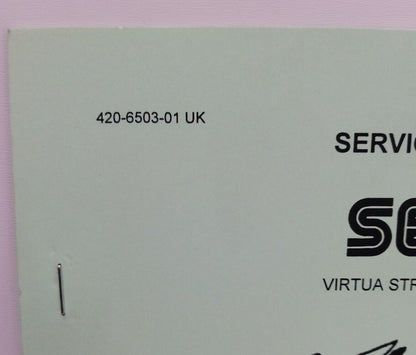 420-6503-01 UK
SERVIC
SE
VIRTUA STR